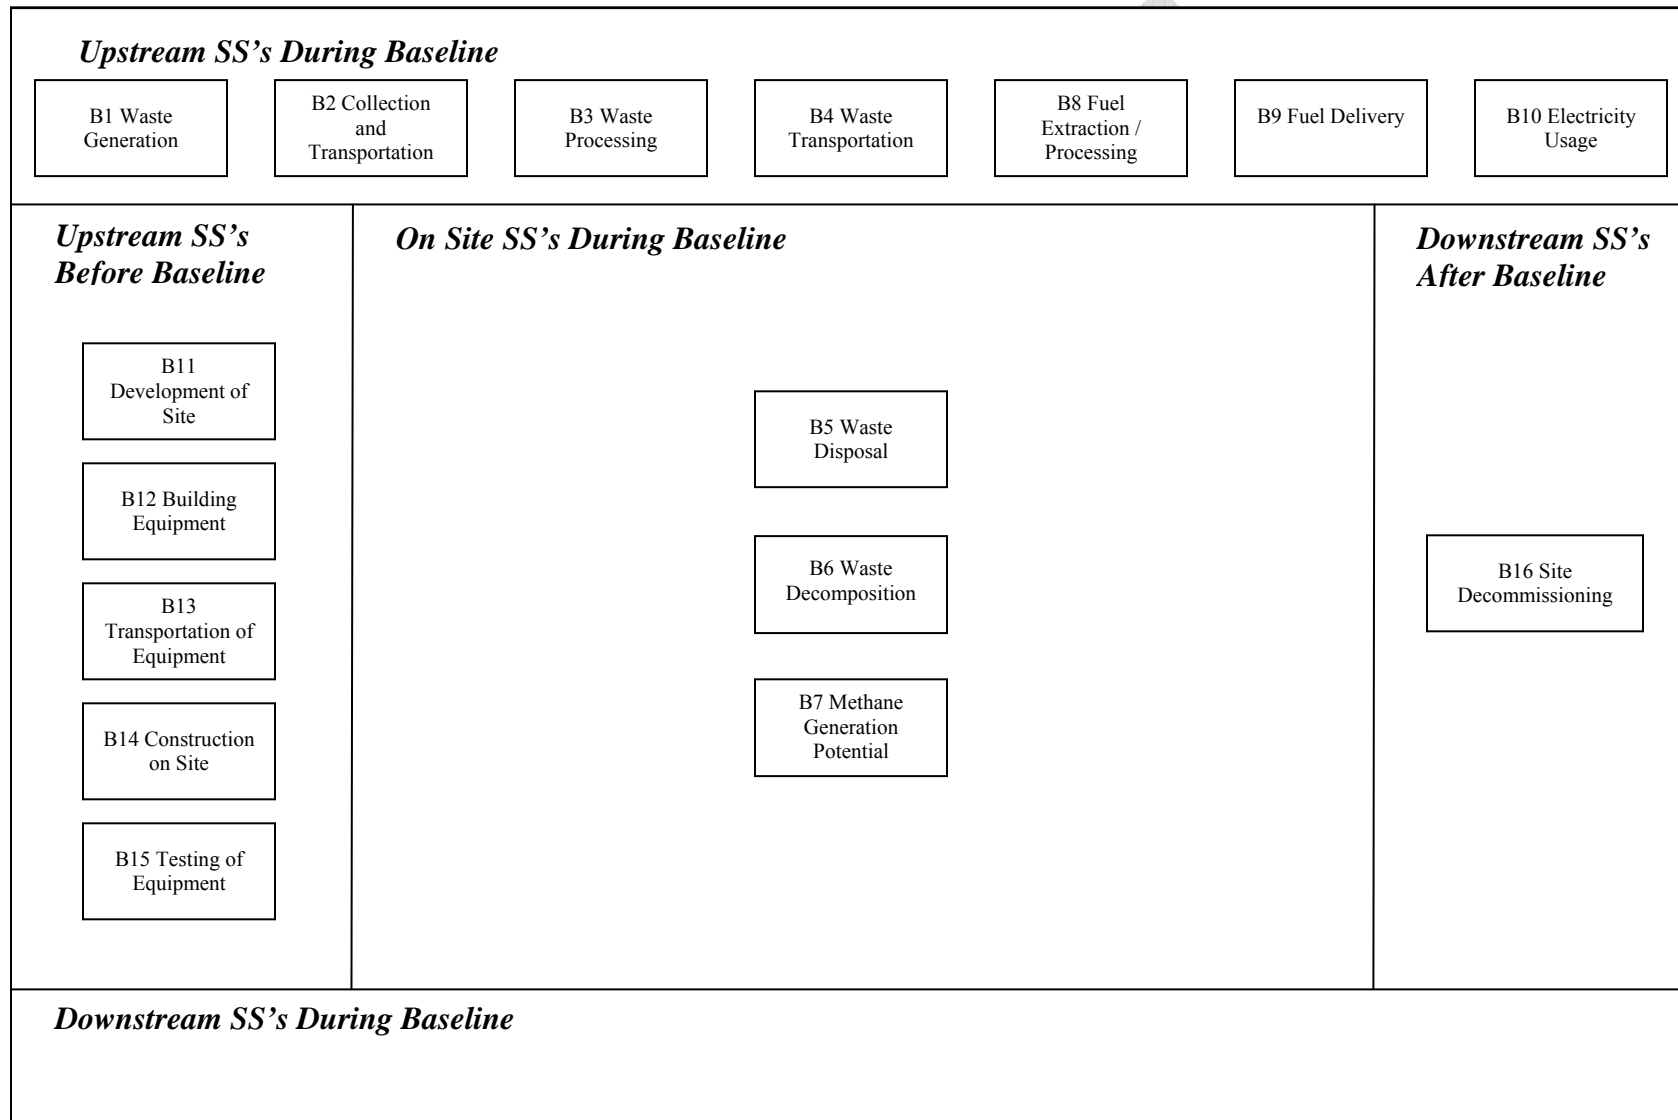 Upstream SS's During Baseline
B1 Waste
Generation
B2 Collection
and
Transportation
B3 Waste
Processing
B4 Waste
Transportation
B8 Fuel
Extraction /
Processing
B9 Fuel Delivery
B10 Electricity
Usage
Upstream SS's
Before Baseline
B11
Development of
Site
B12 Building
Equipment
B13
Transportation of
Equipment
B14 Construction
on Site
B15 Testing of
Equipment
On Site SS's During Baseline
B5 Waste
Disposal
B6 Waste
Decomposition
B7 Methane
Generation
Potential
Downstream SS's
After Baseline
B16 Site
Decommissioning
Downstream SS's During Baseline